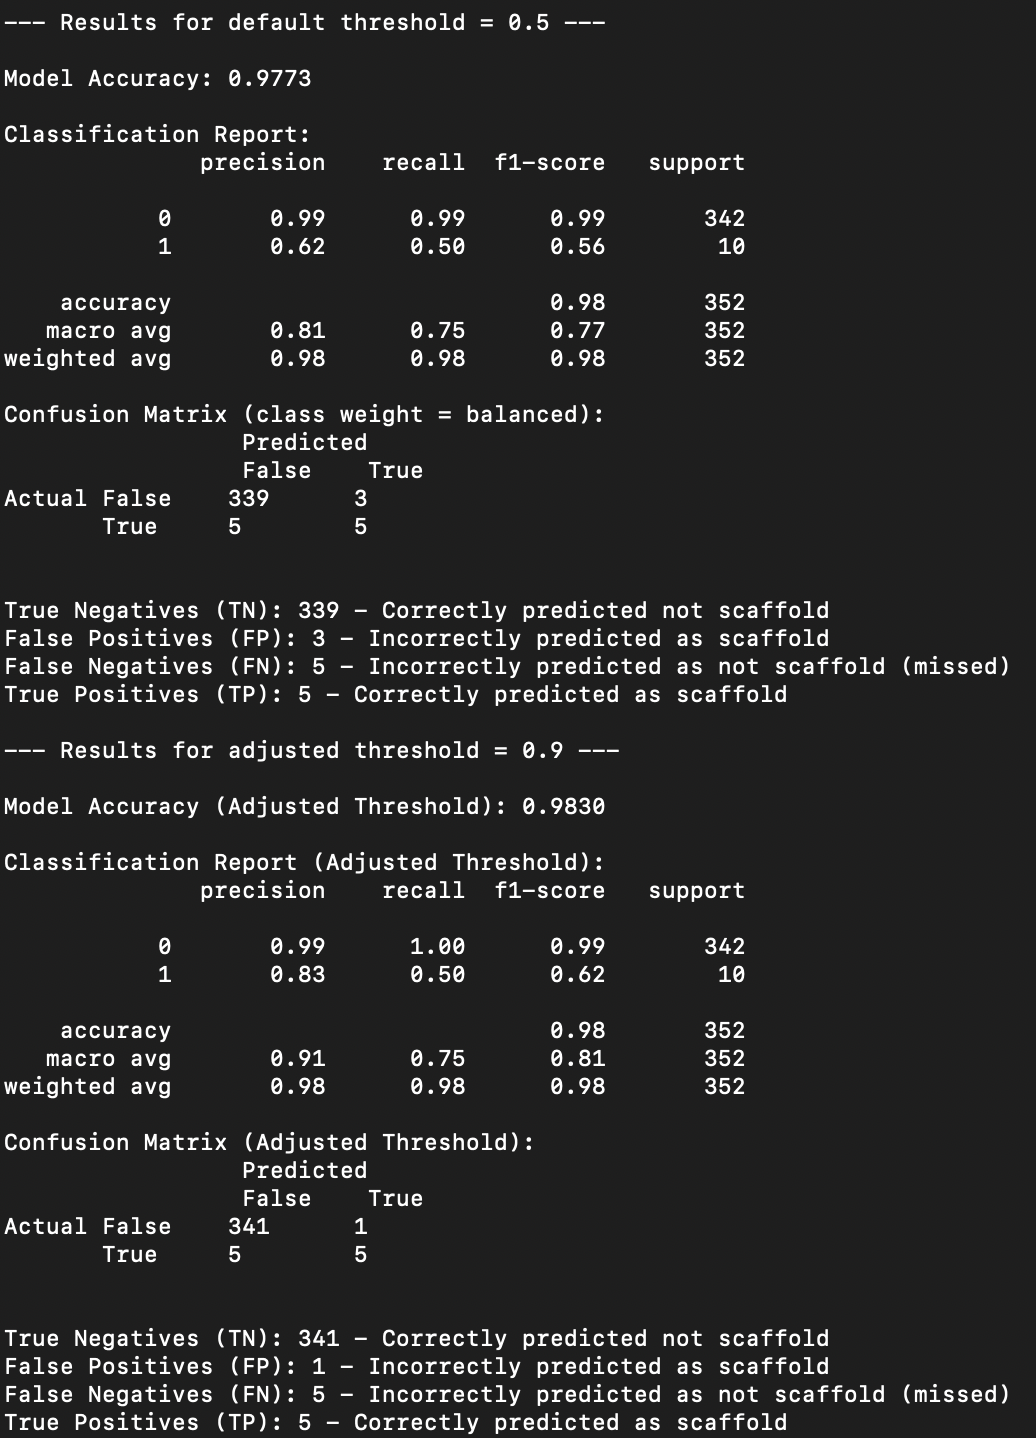 --- Results for default threshold = 0.5 ---
Model Accuracy: 0.9773
Classification Report:
              precision    recall  f1-score   support
           0       0.99      0.99      0.99       342
           1       0.62      0.50      0.56        10
    accuracy                           0.98       352
   macro avg       0.81      0.75      0.77       352
weighted avg       0.98      0.98      0.98       352
Confusion Matrix (class weight = balanced):
                 Predicted
                 False    True
Actual False    339      3
       True     5        5
True Negatives (TN): 339 - Correctly predicted not scaffold
False Positives (FP): 3 - Incorrectly predicted as scaffold
False Negatives (FN): 5 - Incorrectly predicted as not scaffold (missed)
True Positives (TP): 5 - Correctly predicted as scaffold
--- Results for adjusted threshold = 0.9 ---
Model Accuracy (Adjusted Threshold): 0.9830
Classification Report (Adjusted Threshold):
              precision    recall  f1-score   support
           0       0.99      1.00      0.99       342
           1       0.83      0.50      0.62        10
    accuracy                           0.98       352
   macro avg       0.91      0.75      0.81       352
weighted avg       0.98      0.98      0.98       352
Confusion Matrix (Adjusted Threshold):
                 Predicted
                 False    True
Actual False    341      1
       True     5        5
True Negatives (TN): 341 - Correctly predicted not scaffold
False Positives (FP): 1 - Incorrectly predicted as scaffold
False Negatives (FN): 5 - Incorrectly predicted as not scaffold (missed)
True Positives (TP): 5 - Correctly predicted as scaffold